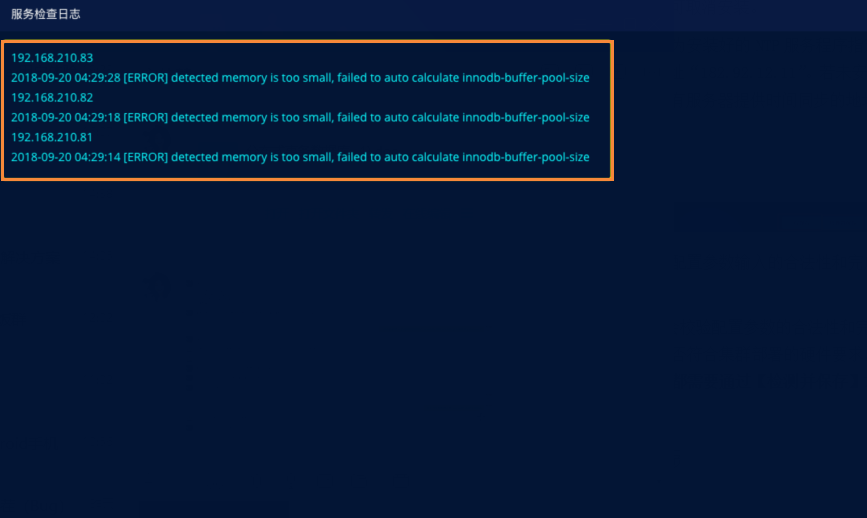 服务检查日志
192.168.210.83
2018-09-20 04:29:28 [ERROR] detected memory is too small, failed to auto calculate innodb-buffer-pool-size
192.168.210.82
2018-09-20 04:29:18 [ERROR] detected memory is too small, failed to auto calculate innodb-buffer-pool-size
192.168.210.81
2018-09-20 04:29:14 [ERROR] detected memory is too small, failed to auto calculate innodb-buffer-pool-size